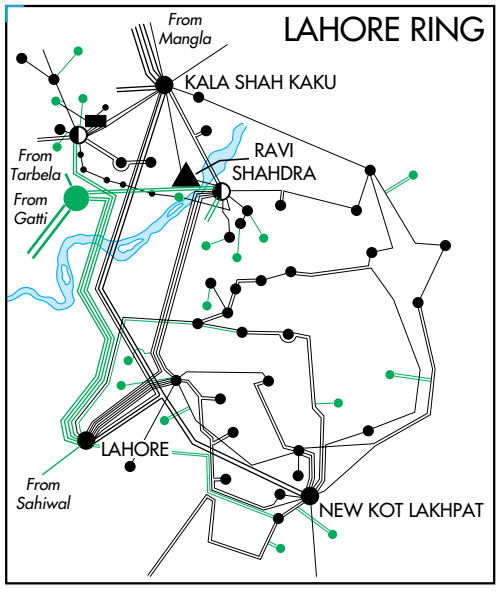 LAHORE RING
From
Mangla
KALA SHAH KAKU
RAVI
SHAHDRA
From
Tarbela
From
Gatti
LAHORE
From
Sahiwal
NEW KOT LAKHPAT